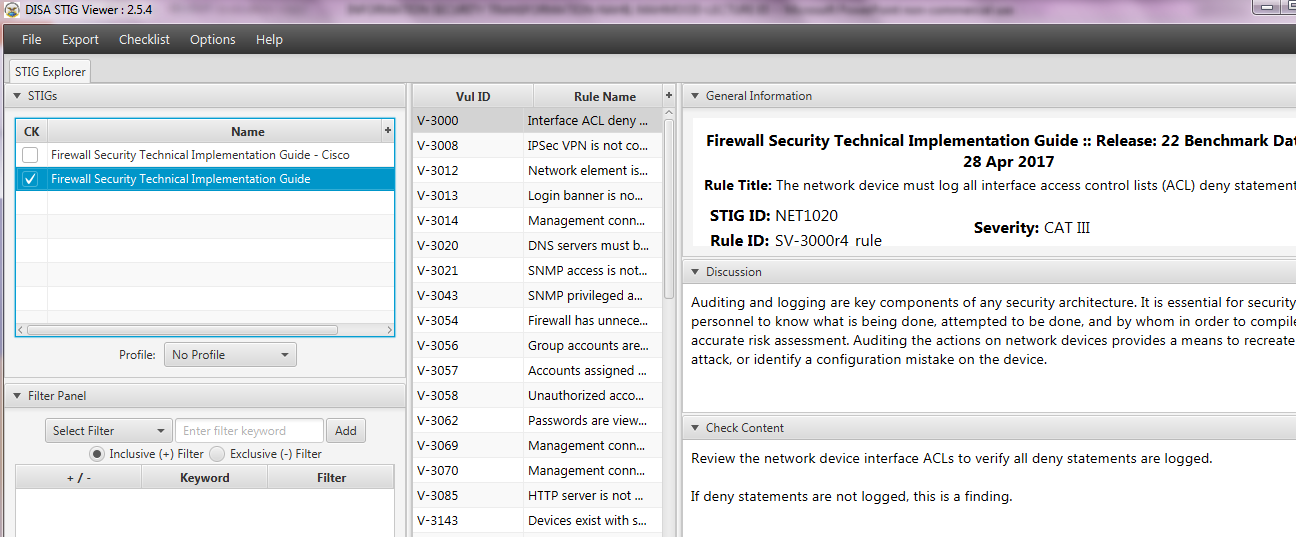 DISA STIG Viewer : 2.5.4
File Export Checklist Options Help
STIG Explorer
STIGs
CK Name +
Firewall Security Technical Implementation Guide - Cisco
Firewall Security Technical Implementation Guide
Profile: No Profile
Filter Panel
Select Filter Enter filter keyword Add
Inclusive (+) Filter Exclusive (-) Filter
+ / - Keyword Filter
Vul ID Rule Name +
V-3000 Interface ACL deny ...
V-3008 IPSec VPN is not co...
V-3012 Network element is...
V-3013 Login banner is no...
V-3014 Management conn...
V-3020 DNS servers must b...
V-3021 SNMP access is not...
V-3043 SNMP privileged a...
V-3054 Firewall has unnece...
V-3056 Group accounts are...
V-3057 Accounts assigned ...
V-3058 Unauthorized acco...
V-3062 Passwords are view...
V-3069 Management conn...
V-3070 Management conn...
V-3085 HTTP server is not ...
V-3143 Devices exist with s...
General Information
Firewall Security Technical Implementation Guide :: Release: 22 Benchmark Dat
28 Apr 2017
Rule Title: The network device must log all interface access control lists (ACL) deny statement
STIG ID: NET1020
Severity: CAT III
Rule ID: SV-3000r4_rule
Discussion
Auditing and logging are key components of any security architecture. It is essential for security
personnel to know what is being done, attempted to be done, and by whom in order to compile
accurate risk assessment. Auditing the actions on network devices provides a means to recreate
attack, or identify a configuration mistake on the device.
Check Content
Review the network device interface ACLs to verify all deny statements are logged.
If deny statements are not logged, this is a finding.